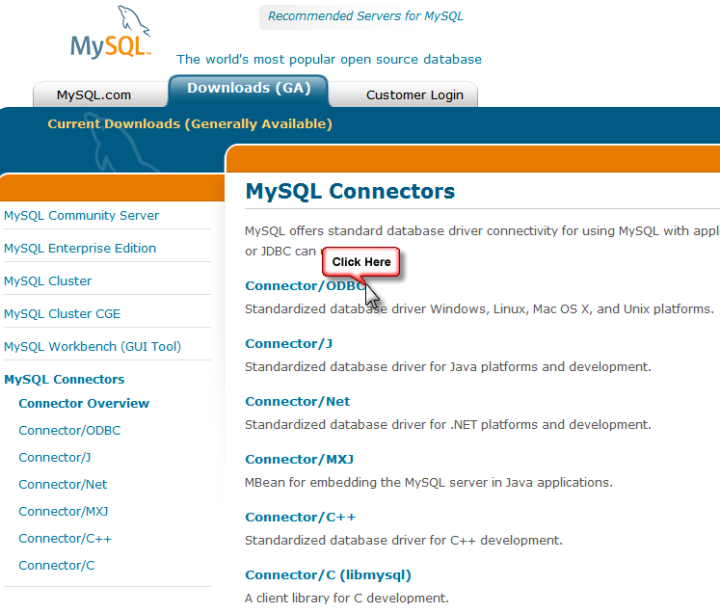 Recommended Servers for MySQL
MySQL™
The world's most popular open source database
MySQL.com
Downloads (GA)
Customer Login
Current Downloads (Generally Available)
MySQL Community Server
MySQL Enterprise Edition
MySQL Cluster
MySQL Cluster CGE
MySQL Workbench (GUI Tool)
MySQL Connectors
Connector Overview
Connector/ODBC
Connector/J
Connector/Net
Connector/MXJ
Connector/C++
Connector/C
MySQL Connectors
MySQL offers standard database driver connectivity for using MySQL with appl
or JDBC can
Click Here
Connector/ODBC
Standardized database driver Windows, Linux, Mac OS X, and Unix platforms.
Connector/J
Standardized database driver for Java platforms and development.
Connector/Net
Standardized database driver for .NET platforms and development.
Connector/MXJ
MBean for embedding the MySQL server in Java applications.
Connector/C++
Standardized database driver for C++ development.
Connector/C (libmysql)
A client library for C development.